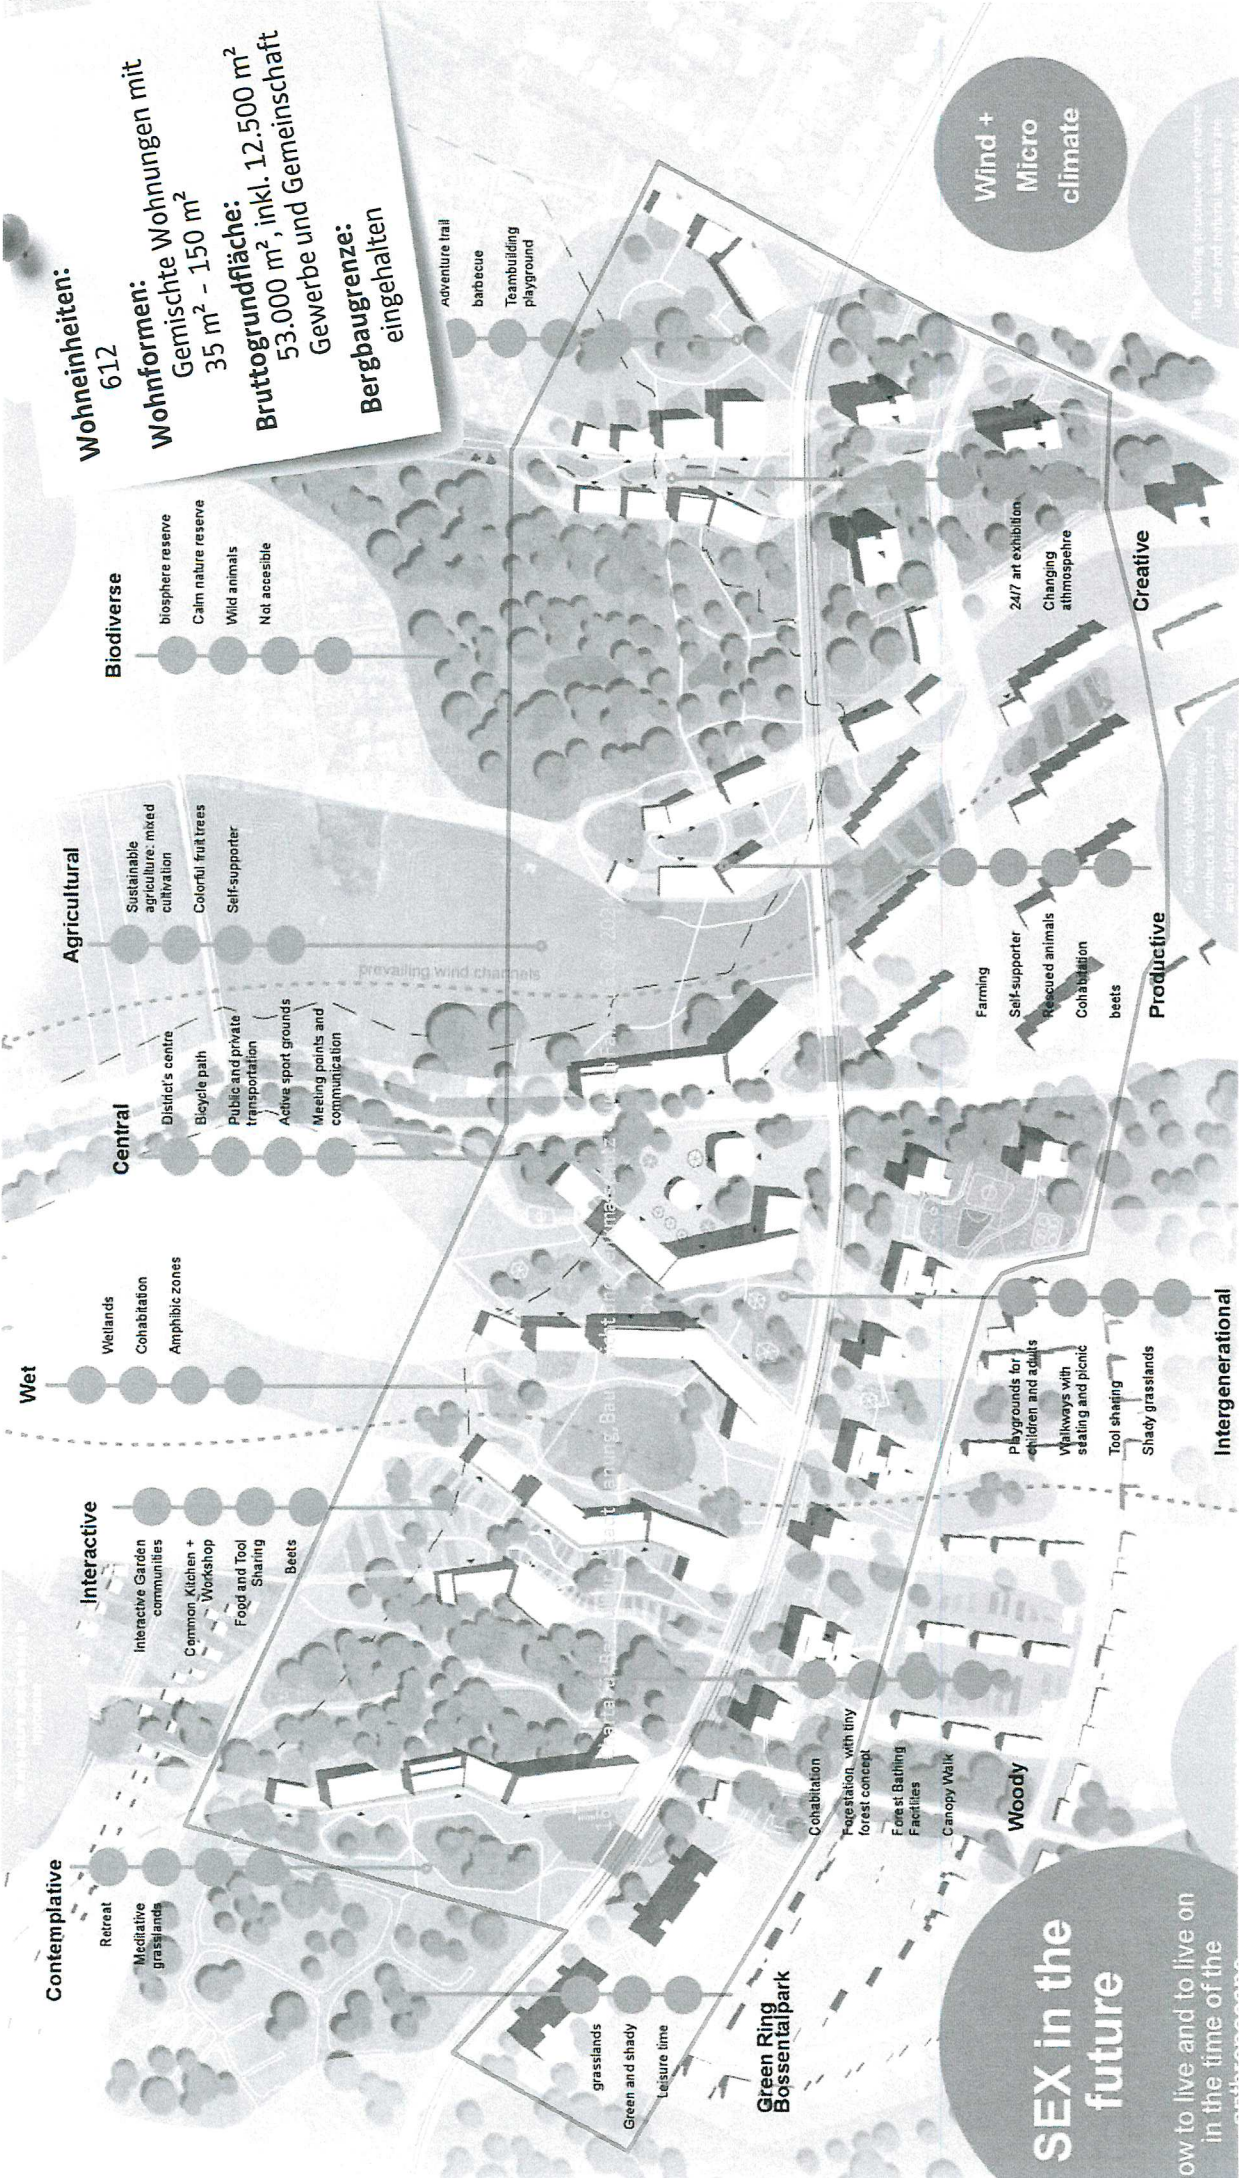 Contemplative
Retreat
Meditative
grasslands
Interactive
Interactive Garden
communities
Common Kitchen +
Workshop
Food and Tool
Sharing
Beets
Wet
Wetlands
Cohabitation
Amphibic zones
Central
District's centre
Bicycle path
Public and private
transportation
Active sport grounds
Meeting points and
communication
Agricultural
Sustainable
agriculture: mixed
cultivation
Colorful fruit trees
Self-supporter
prevailing wind channels
Biodiverse
biosphere reserve
Calm nature reserve
Wild animals
Not accesible
Wohneinheiten:
612
Wohnformen:
Gemischte Wohnungen mit
35 m² - 150 m²
Bruttogrundfläche:
53.000 m², inkl. 12.500 m²
Gewerbe und Gemeinschaft
Bergbaugrenze:
eingehalten
Adventure trail
barbecue
Teambuilding
playground
grasslands
Green and shady
Leisure time
Green Ring
Bossentalpark
Cohabitation
Forestation with tiny
forest concept
Forest Bathing
Facitlites
Canopy Walk
Woody
Playgrounds for
children and adults
Walkways with
seating and picnic
Tool sharing
Shady grasslands
Intergenerational
Farming
Self-supporter
Rescued animals
Cohabitation
beets
Productive
24/7 art exhibition
Changing
athmospehre
Creative
Wind +
Micro
climate
SEX in the
future
ow to live and to live on
in the time of the